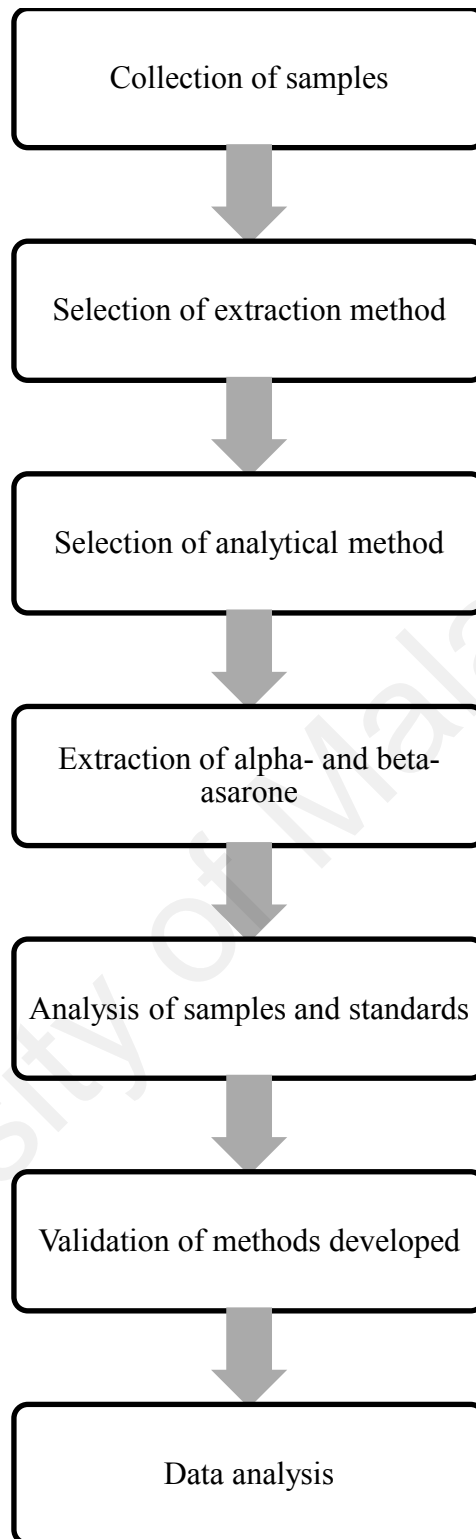 Collection of samples
Selection of extraction method
Selection of analytical method
Extraction of alpha- and beta-
asarone
Analysis of samples and standards
Validation of methods developed
Data analysis